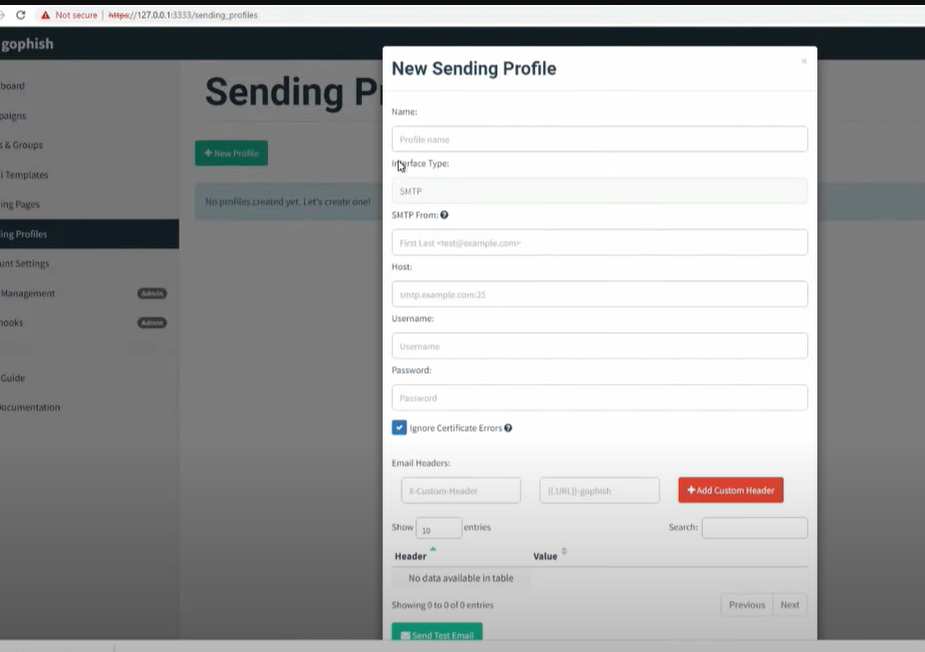 Not secure | https://127.0.0.1:3333/sending_profiles
gophish
board
paigns
s & Groups
l Templates
ing Pages
ing Profiles
unt Settings
Management Admin
hooks Admin
Guide
ocumentation
Sending P
+ New Profile
No profiles created yet. Let's create one!
New Sending Profile
×
Name:
Profile name
Interface Type:
SMTP
SMTP From:
First Last <test@example.com>
Host:
smtp.example.com:25
Username:
Username
Password:
Password
Ignore Certificate Errors
Email Headers:
X-Custom-Header
{{.URL}}-gophish
+ Add Custom Header
Show 10 entries
Search:
Header Value
No data available in table
Showing 0 to 0 of 0 entries
Previous Next
Send Test Email